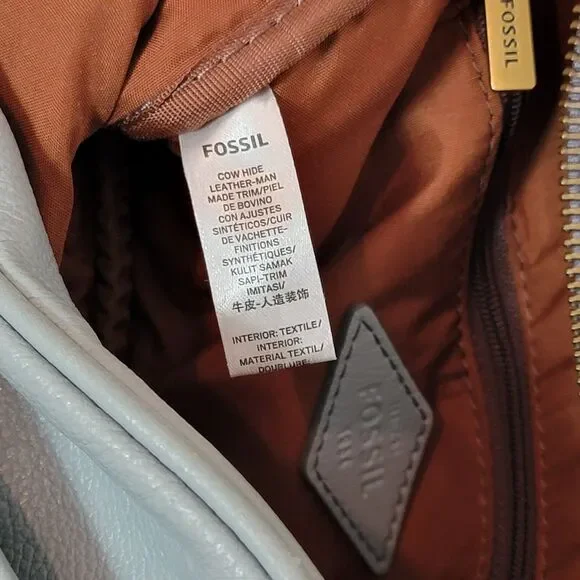 FOSSIL
FOSSIL
COW HIDE
LEATHER-MAN
MADE TRIM/PIEL
DE BOVINO
CON AJUSTES
SINTÉTICOS/CUIR
DE VACHETTE-
FINITIONS
SYNTHÉTIQUES/
KULIT SAMAK
SAPI-TRIM
IMITASI/
牛皮-人造装饰
INTERIOR: TEXTILE/
INTERIOR:
MATERIAL TEXTIL/
DOUBLURE
FOSSIL